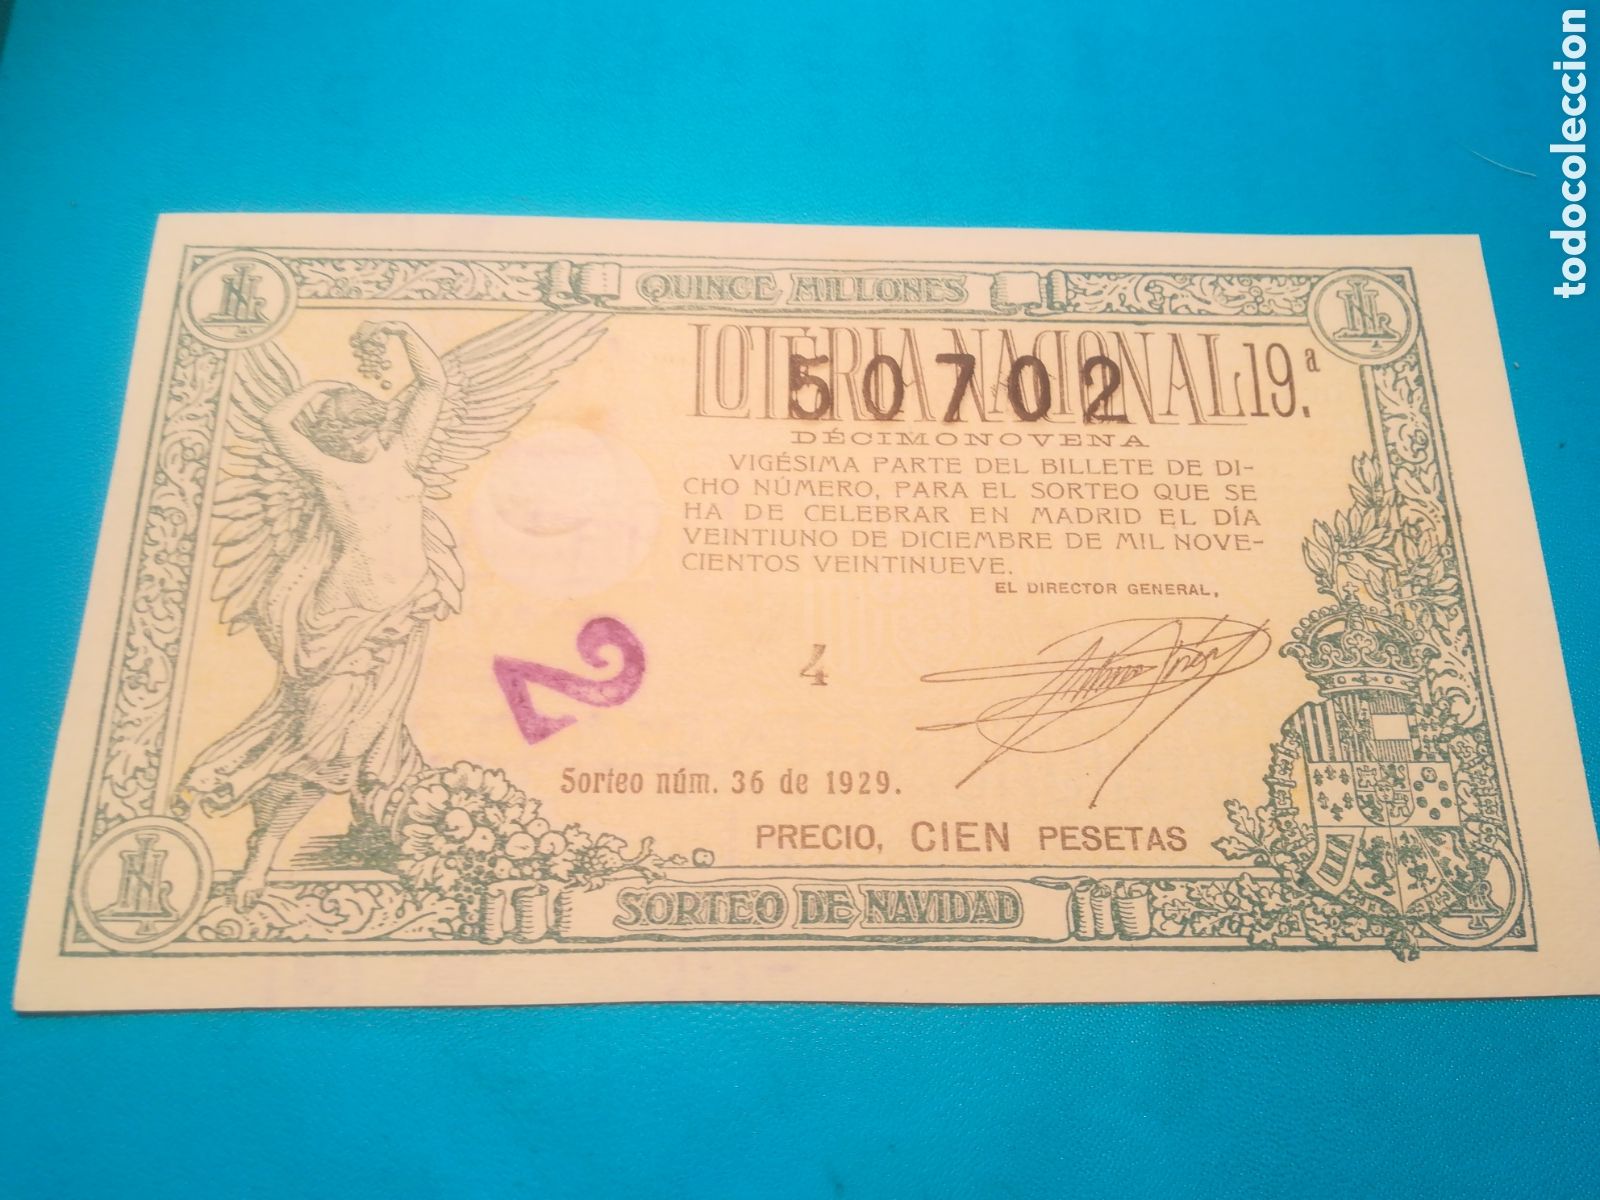 todocoleccion
QUINCE MILLONES
LOTERIA NACIONAL 19.ª
50702
DÉCIMONOVENA
VIGÉSIMA PARTE DEL BILLETE DE DI-
CHO NÚMERO, PARA EL SORTEO QUE SE
HA DE CELEBRAR EN MADRID EL DÍA
VEINTIUNO DE DICIEMBRE DE MIL NOVE-
CIENTOS VEINTINUEVE.
EL DIRECTOR GENERAL,
2
4
Sorteo núm. 36 de 1929.
PRECIO, CIEN PESETAS
SORTEO DE NAVIDAD